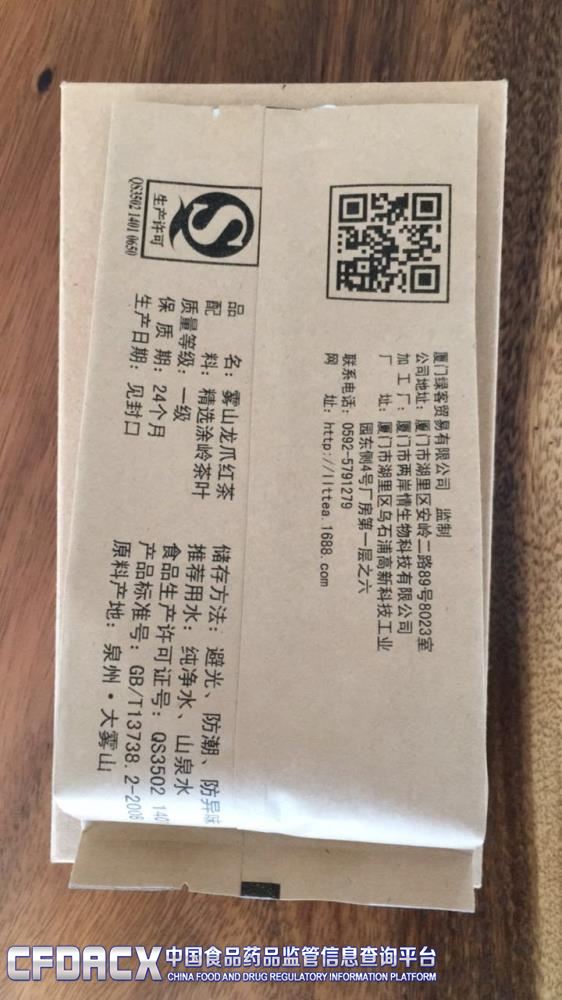 生产许可
QS3502 1401 0650
品 名：雾山龙爪红茶
配 料：精选涂岭茶叶
质量等级：一级
保 质 期：24个月
生产日期：见封口
储存方法：避光、防潮、防异味
推荐用水：纯净水、山泉水
食品生产许可证号：QS3502 140
产品标准号：GB/T13738.2-2008
原料产地：泉州·大雾山
厦门绿客贸易有限公司 监制
公司地址：厦门市湖里区安岭二路89号8023室
加 工 厂：厦门市两岸情生物科技有限公司
厂 址：厦门市湖里区乌石浦高新科技工业
园东侧4号厂房第一层之六
联系电话：0592-5791279
网 址：http://llttea.1688.com
CFDACX 中国食品药品监管信息查询平台
CHINA FOOD AND DRUG REGULATORY INFORMATION PLATFORM